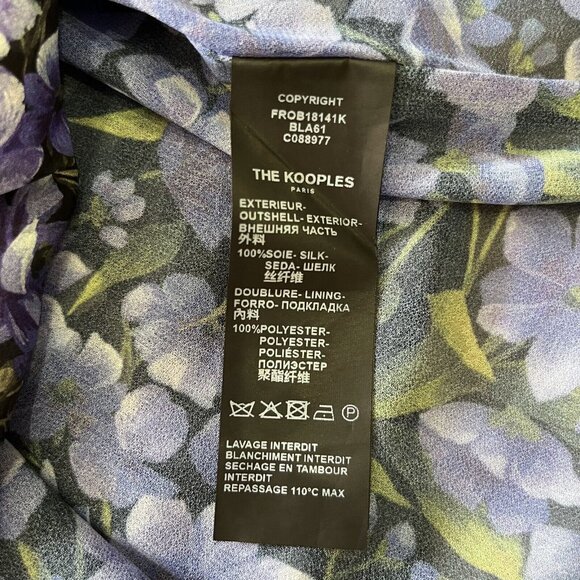 COPYRIGHT
FROB18141K
BLA61
C088977
THE KOOPLES
PARIS
EXTERIEUR-
OUTSHELL- EXTERIOR-
ВНЕШНЯЯ ЧАСТЬ
外料
100%SOIE- SILK-
SEDA- ШЕЛК
丝纤维
DOUBLURE- LINING-
FORRO- ПОДКЛАДКА
內料
100%POLYESTER-
POLYESTER-
POLIÉSTER-
ПОЛИЭСТЕР
聚酯纤维
P
LAVAGE INTERDIT
BLANCHIMENT INTERDIT
SECHAGE EN TAMBOUR
INTERDIT
REPASSAGE 110°C MAX